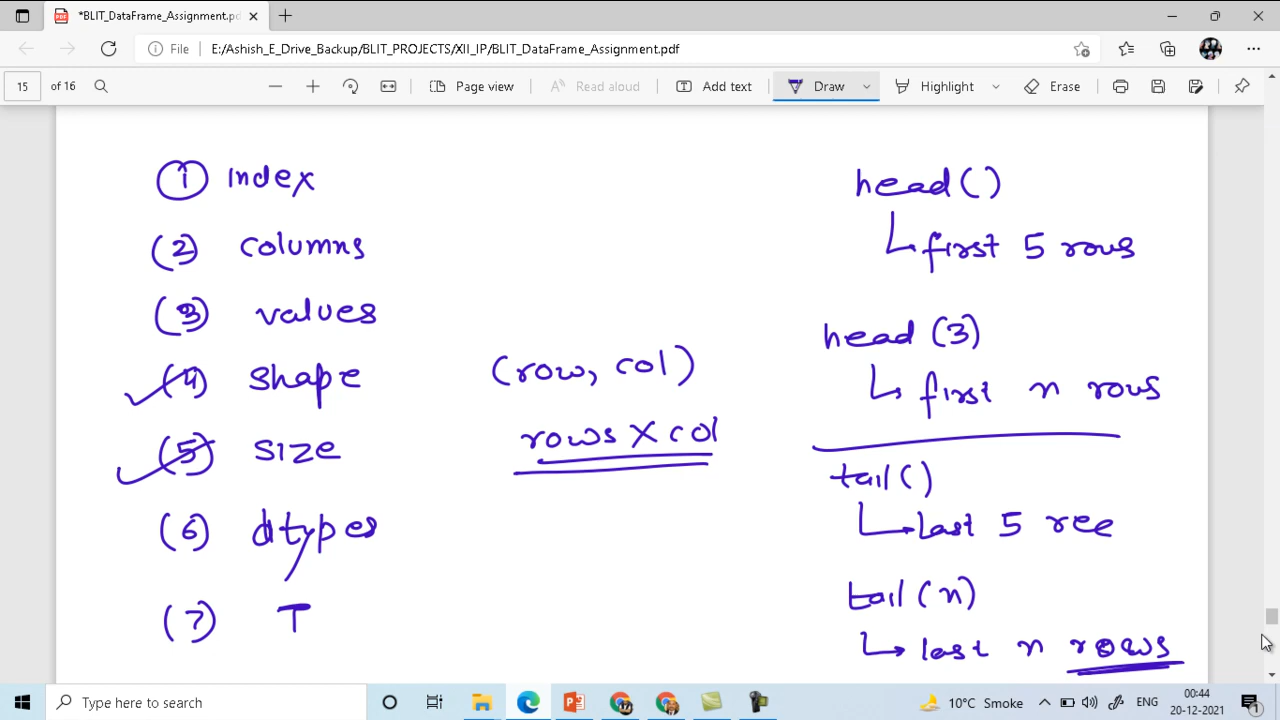 *BLIT_DataFrame_Assignment.pd
File E:/Ashish_E_Drive_Backup/BLIT_PROJECTS/XII_IP/BLIT_DataFrame_Assignment.pdf
15 of 16 Page view Read aloud Add text Draw Highlight Erase
(1) Index
(2) columns
(3) values
(4) shape
(row, col)
(5) SIZE
rows X col
(6) dtypes
(7) T
head()
first 5 rows
head (3)
first n rows
tail()
last 5 ree
tail (n)
last n rows
Type here to search
10°C Smoke ENG 00:44
20-12-2021